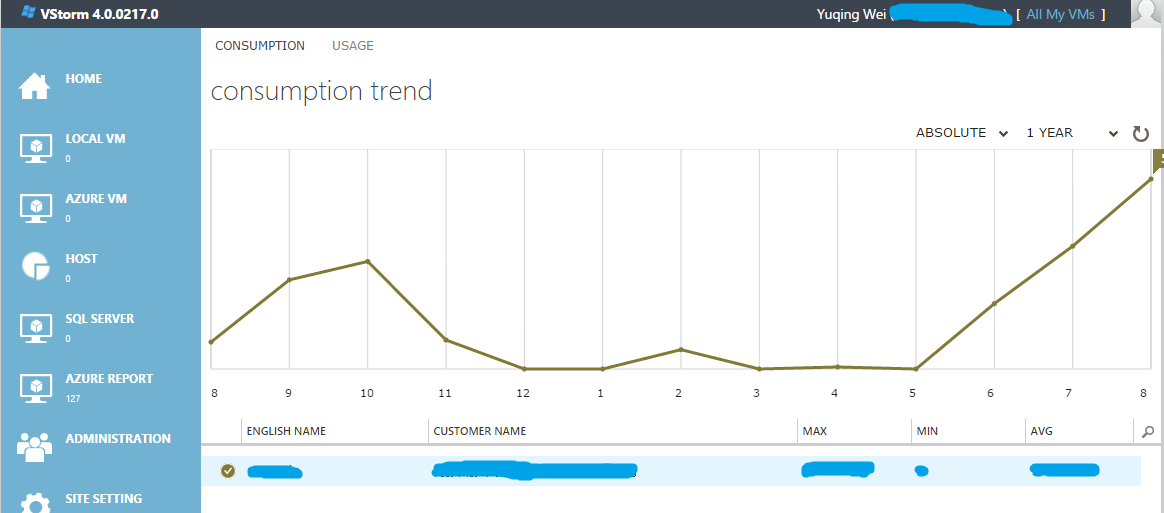 VStorm 4.0.0217.0
Yuqing Wei ( ) [ All My VMs ]
CONSUMPTION USAGE
HOME
consumption trend
ABSOLUTE 1 YEAR
LOCAL VM
0
AZURE VM
0
HOST
0
SQL SERVER
0
AZURE REPORT
127
8 9 10 11 12 1 2 3 4 5 6 7 8
ADMINISTRATION
ENGLISH NAME CUSTOMER NAME MAX MIN AVG
SITE SETTING